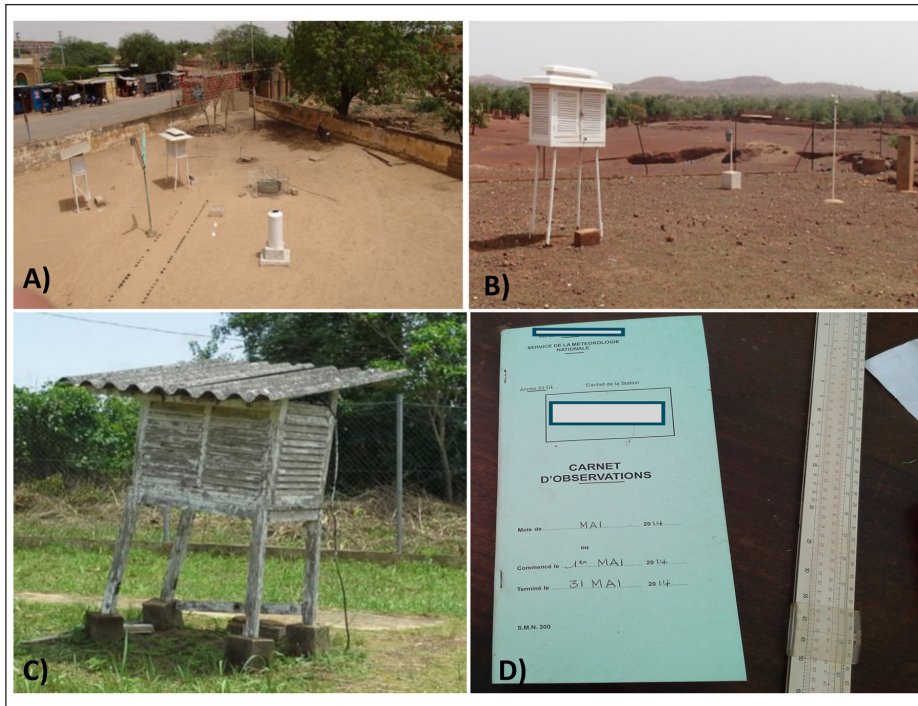 A)
B)
C)
D)
SERVICE DE LA METEOROLOGIE
NATIONALE
Année 2014
Cachet de la Station
CARNET
D'OBSERVATIONS
Mois de MAI 2014
ou
Commencé le 1er MAI 2014
Terminé le 31 MAI 2014
S.M.N. 300